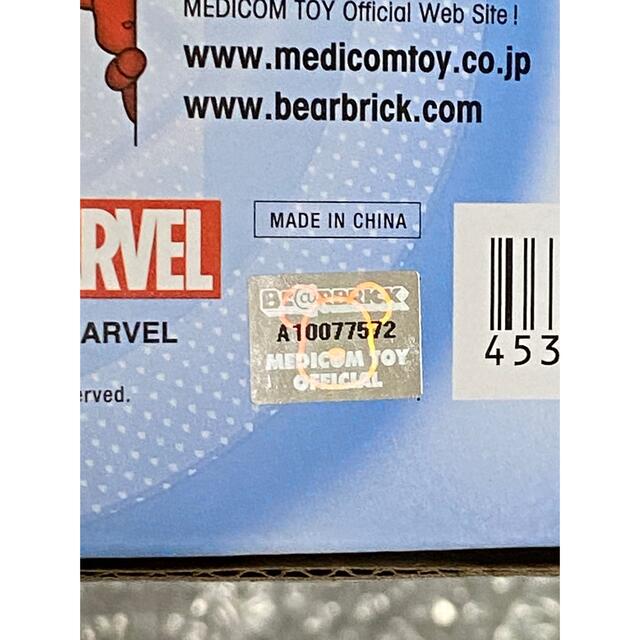 MEDICOM TOY Official Web Site !
www.medicomtoy.co.jp
www.bearbrick.com
MADE IN CHINA
ARVEL
ARVEL
erved.
BE@RBRICK
A10077572
MEDICOM TOY
OFFICIAL
453